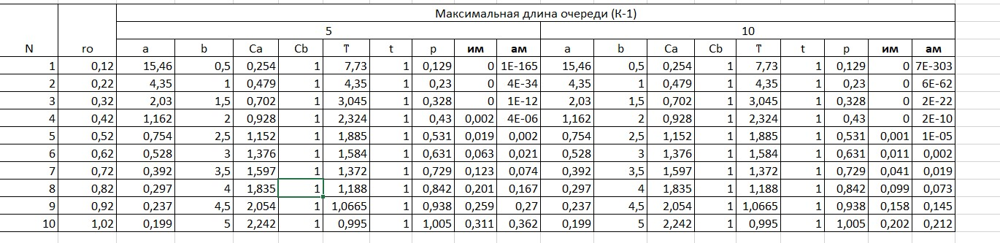 Максимальная длина очереди (К-1)
5 10
N ro a b Ca Cb T t p им ам a b Ca Cb T t p им ам
1 0,12 15,46 0,5 0,254 1 7,73 1 0,129 0 1E-165 15,46 0,5 0,254 1 7,73 1 0,129 0 7E-303
2 0,22 4,35 1 0,479 1 4,35 1 0,23 0 4E-34 4,35 1 0,479 1 4,35 1 0,23 0 6E-62
3 0,32 2,03 1,5 0,702 1 3,045 1 0,328 0 1E-12 2,03 1,5 0,702 1 3,045 1 0,328 0 2E-22
4 0,42 1,162 2 0,928 1 2,324 1 0,43 0,002 4E-06 1,162 2 0,928 1 2,324 1 0,43 0 2E-10
5 0,52 0,754 2,5 1,152 1 1,885 1 0,531 0,019 0,002 0,754 2,5 1,152 1 1,885 1 0,531 0,001 1E-05
6 0,62 0,528 3 1,376 1 1,584 1 0,631 0,063 0,021 0,528 3 1,376 1 1,584 1 0,631 0,011 0,002
7 0,72 0,392 3,5 1,597 1 1,372 1 0,729 0,123 0,074 0,392 3,5 1,597 1 1,372 1 0,729 0,041 0,019
8 0,82 0,297 4 1,835 1 1,188 1 0,842 0,201 0,167 0,297 4 1,835 1 1,188 1 0,842 0,099 0,073
9 0,92 0,237 4,5 2,054 1 1,0665 1 0,938 0,259 0,27 0,237 4,5 2,054 1 1,0665 1 0,938 0,158 0,145
10 1,02 0,199 5 2,242 1 0,995 1 1,005 0,311 0,362 0,199 5 2,242 1 0,995 1 1,005 0,202 0,212